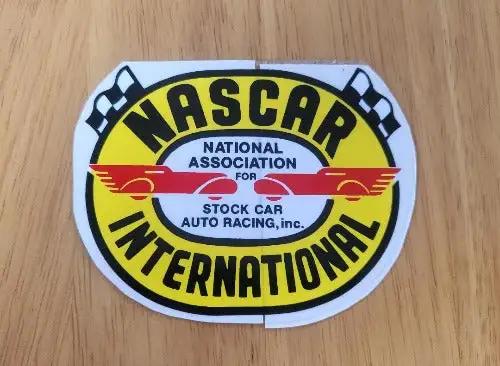 NASCAR
NATIONAL
ASSOCIATION
FOR
STOCK CAR
AUTO RACING, inc.
INTERNATIONAL